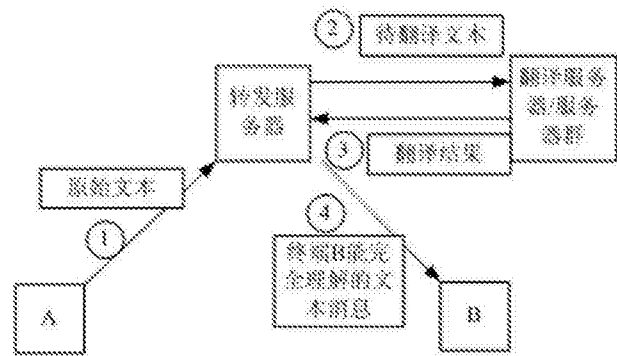 ②
待翻译文本
转发服
务器
翻译服务
器/服务
器群
③
翻译结果
原始文本
①
④
终端B能完
全理解的文
本消息
A
B